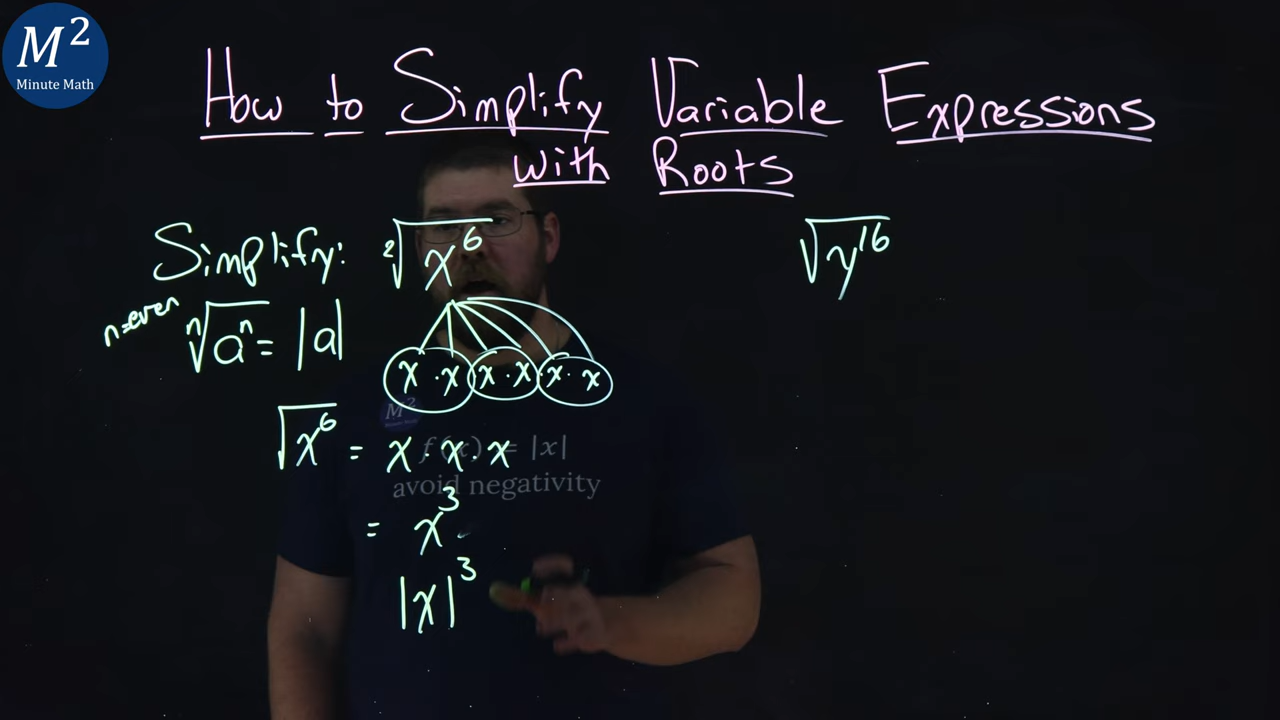 M²
Minute Math
How to Simplify Variable Expressions
With Roots
Simplify: ²√x⁶
√y¹⁶
n=even
ⁿ√aⁿ = |a|
x · x x · x · x · x
√x⁶ = x · x · x
M²
f(x) = |x|
avoid negativity
= x³
|x|³